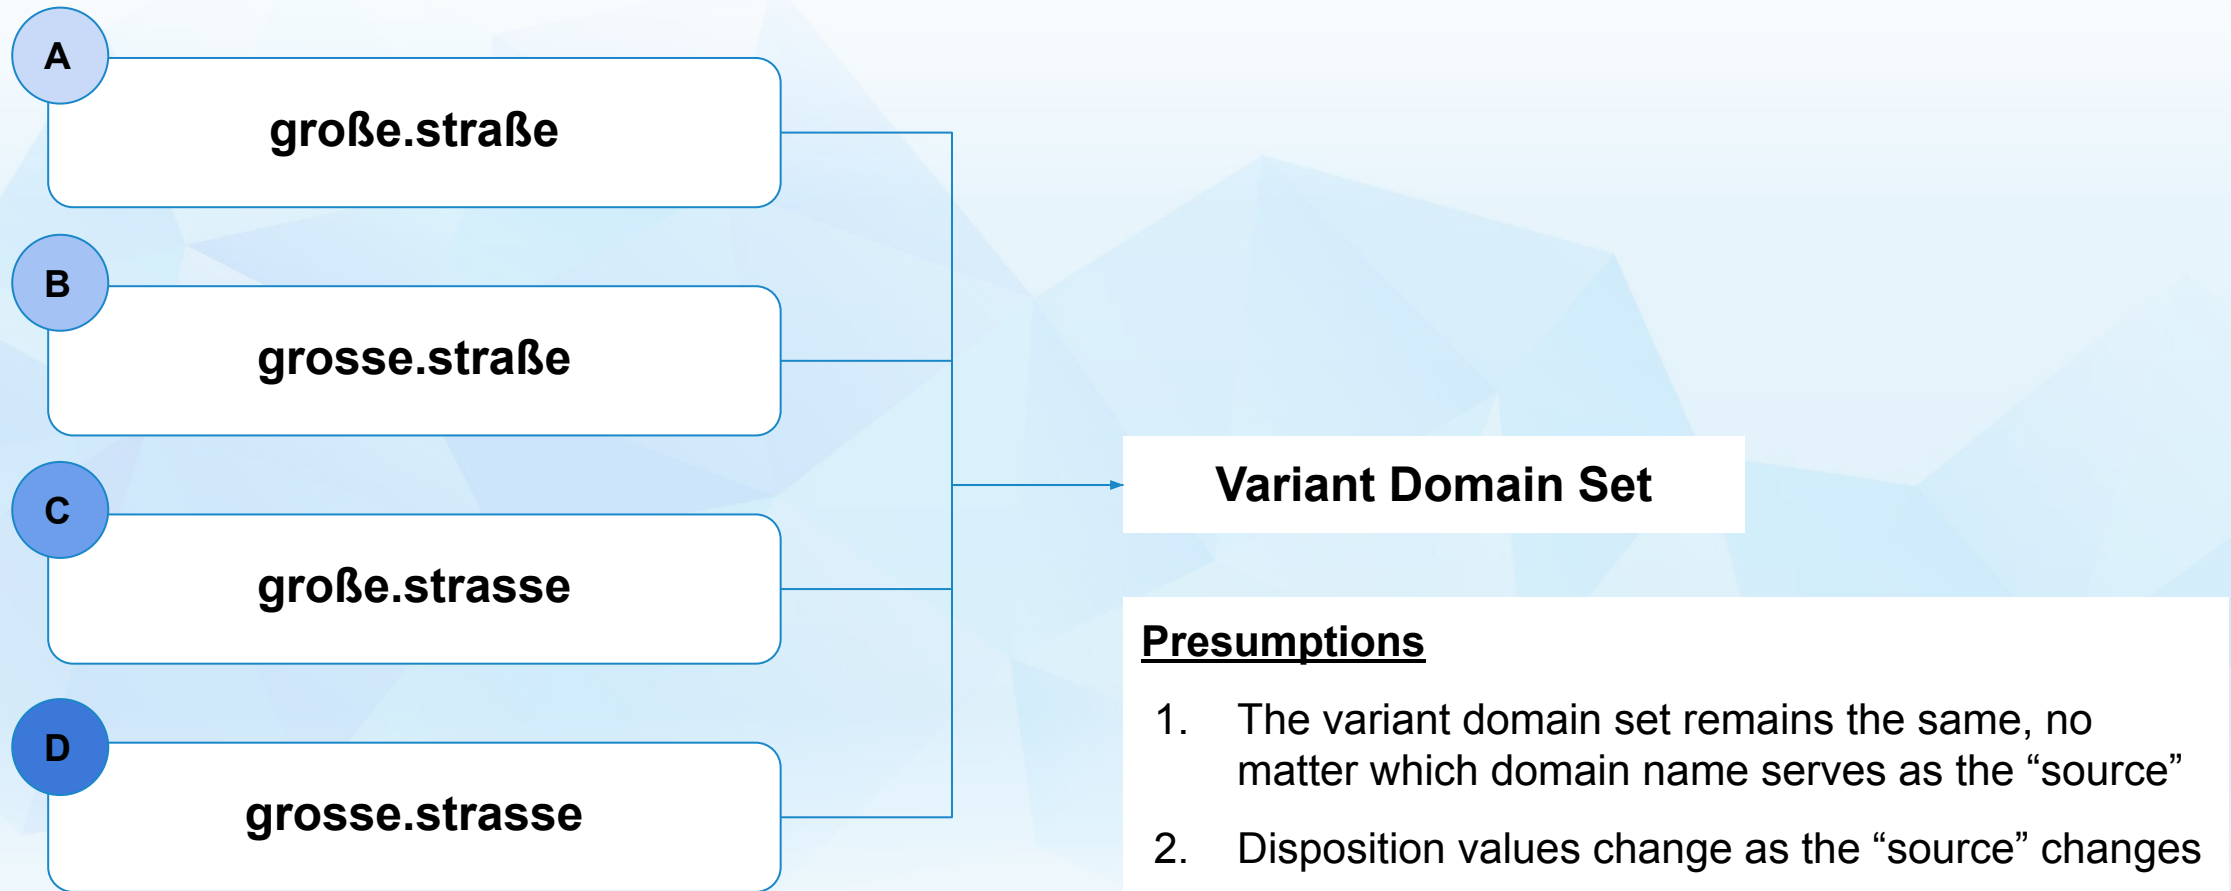 A
große.straße
B
grosse.straße
C
große.strasse
D
grosse.strasse
Variant Domain Set
Presumptions
1. The variant domain set remains the same, no
matter which domain name serves as the “source”
2. Disposition values change as the “source” changes